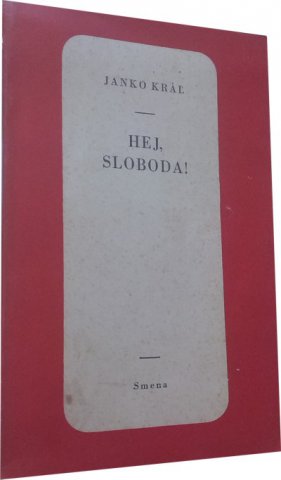 JANKO KRÁĽ
HEJ,
SLOBODA!
Smena